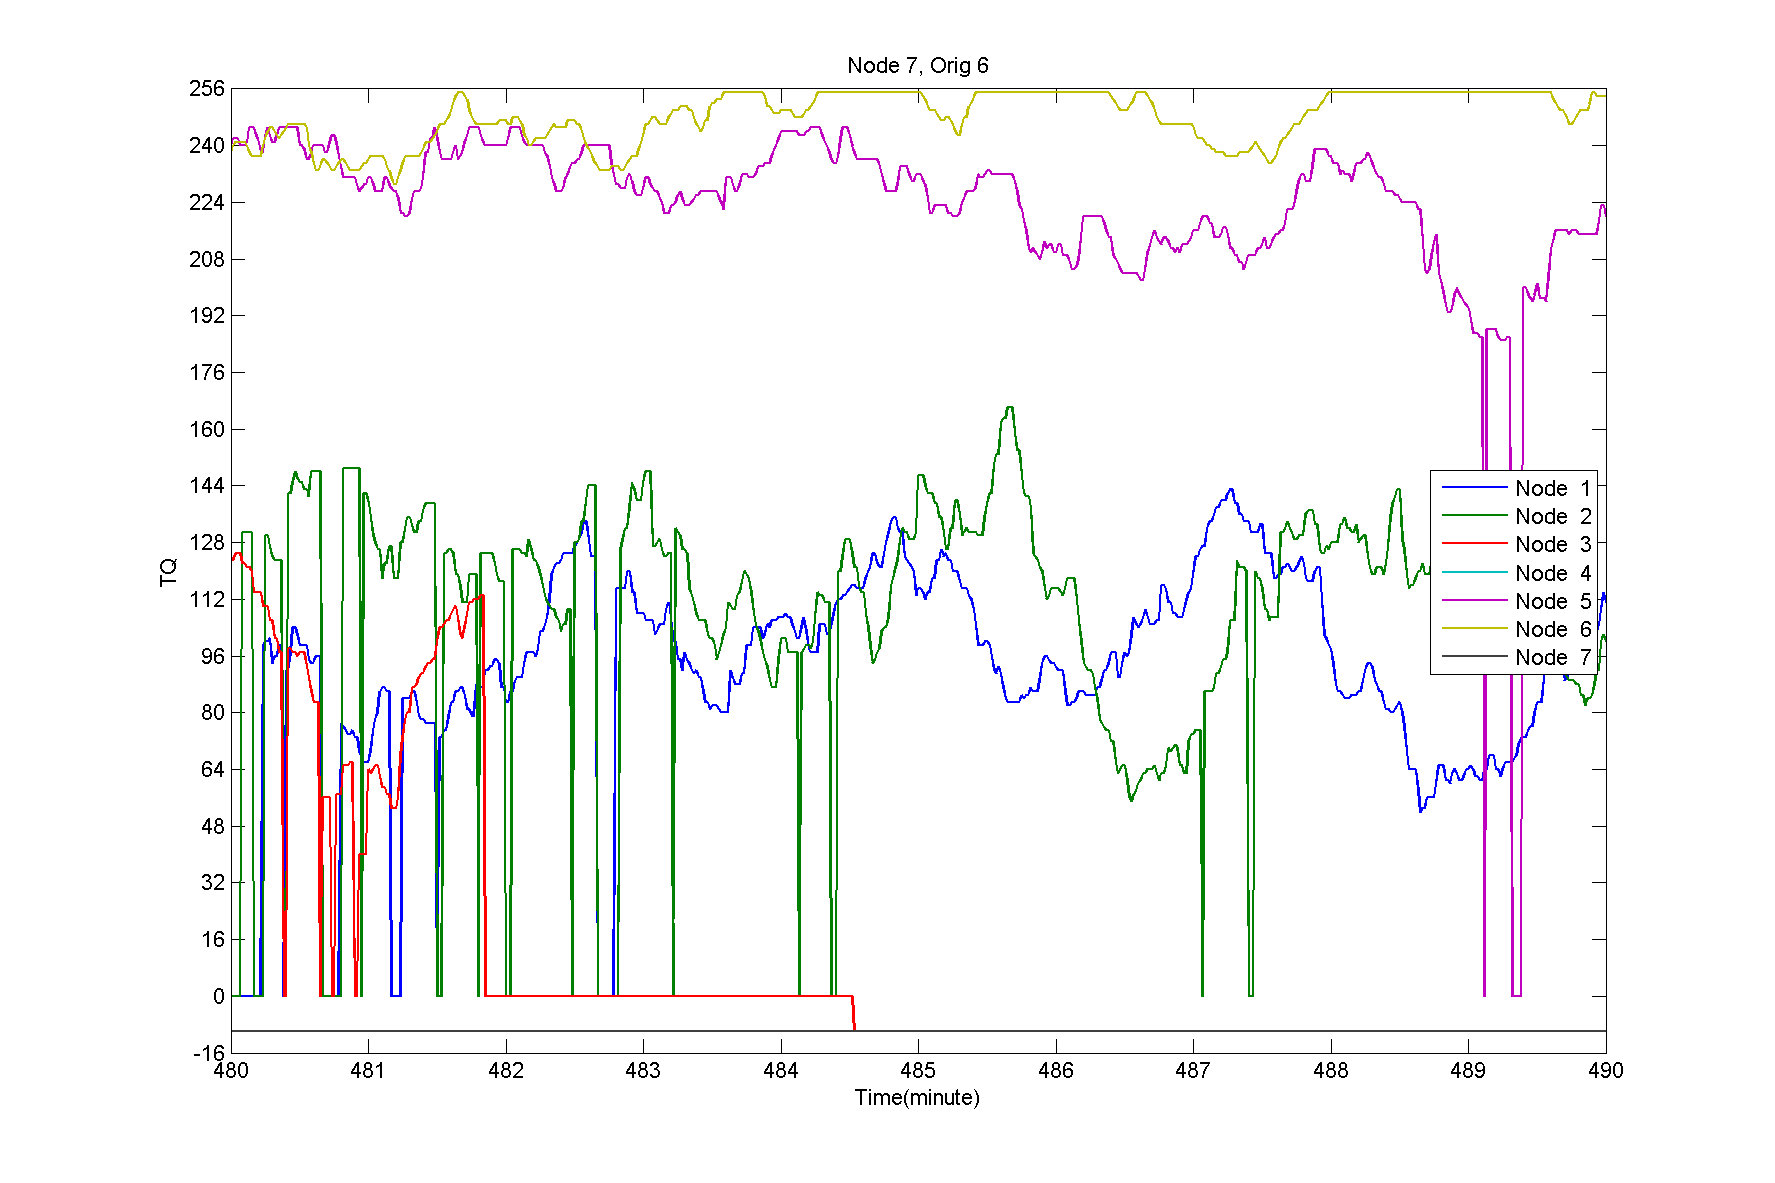 Node 7, Orig 6
256
240
224
208
192
176
160
144
128
112
96
80
64
48
32
16
0
-16
TQ
Node 1
Node 2
Node 3
Node 4
Node 5
Node 6
Node 7
480 481 482 483 484 485 486 487 488 489 490
Time(minute)